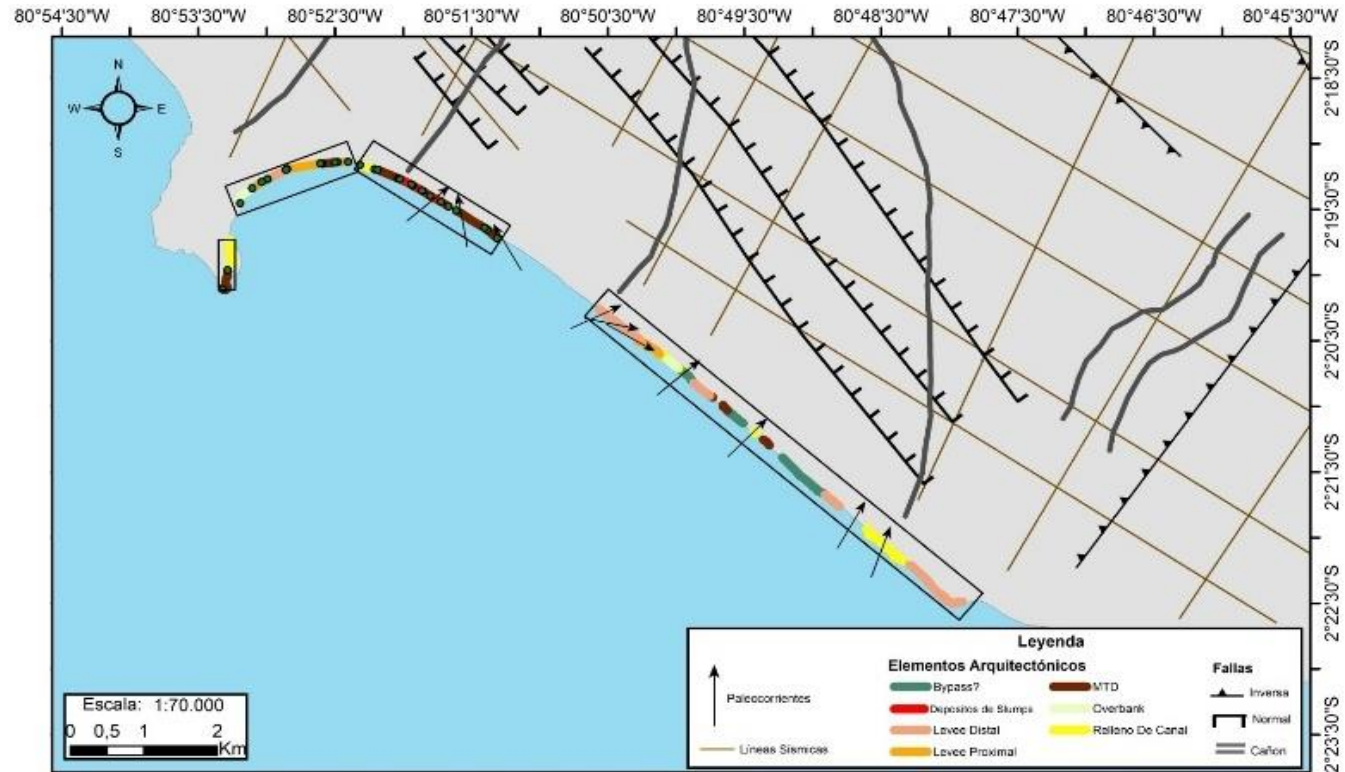 80°54'30"W 80°53'30"W 80°52'30"W 80°51'30"W 80°50'30"W 80°49'30"W 80°48'30"W 80°47'30"W 80°46'30"W 80°45'30"W
N
W E
S
2°18'30"S
2°19'30"S
2°20'30"S
2°21'30"S
2°22'30"S
2°23'30"S
Escala: 1:70.000
0 0,5 1 2
Km
Leyenda
Paleocorrientes
Líneas Sísmicas
Elementos Arquitectónicos
Bypass?
Depositos de Slumps
Levee Distal
Levee Proximal
MTD
Overbank
Relleno De Canal
Fallas
Inversa
Normal
Cañon